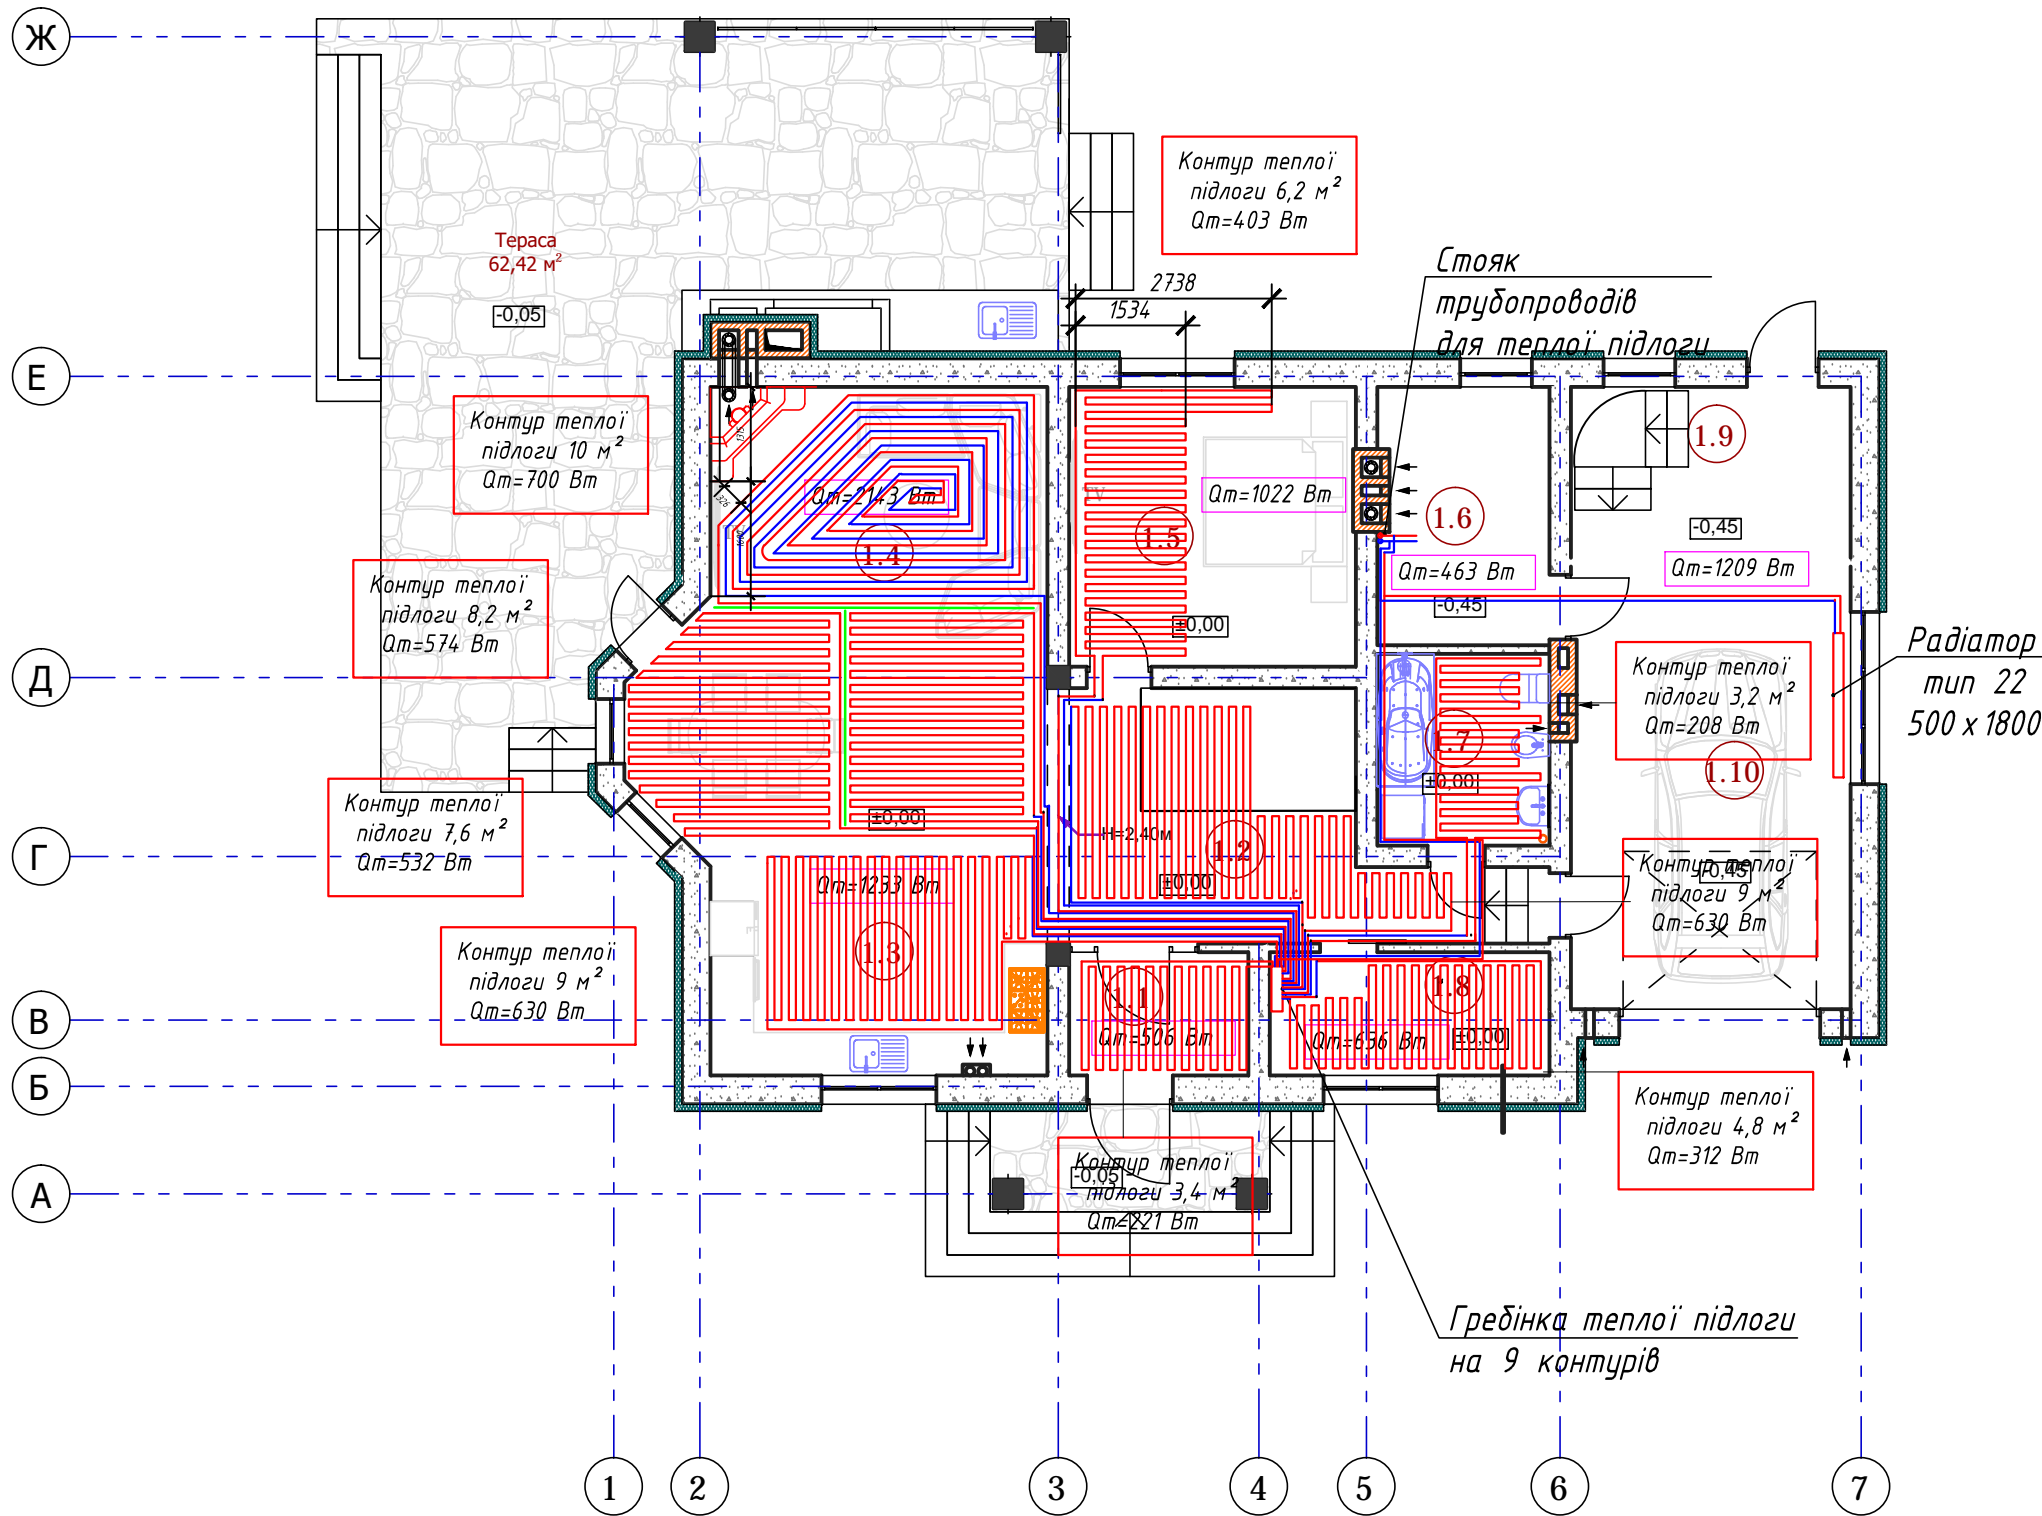 Ж
Контур теплої
підлоги 6,2 м²
Qт=403 Вт
Тераса
62,42 м²
-0,05
Стояк
трубопроводів
для теплої підлоги
2738
1534
Е
Контур теплої
підлоги 10 м²
Qт=700 Вт
1.9
Qт=2143 Вт
TV
Qт=1022 Вт
1.6
-0,45
1.5
1.4
Qт=463 Вт
Qт=1209 Вт
-0,45
Контур теплої
підлоги 8,2 м²
Qт=574 Вт
±0,00
Радіатор
тип 22
500 х 1800
Контур теплої
підлоги 3,2 м²
Qт=208 Вт
Д
1.7
±0,00
1.10
Контур теплої
підлоги 7,6 м²
Qт=532 Вт
±0,00
H=2,40м
1.2
Г
Контур теплої
підлоги 9 м²
Qт=630 Вт
-0,45
Qт=1233 Вт
±0,00
1.3
Контур теплої
підлоги 9 м²
Qт=630 Вт
1.1
1.8
В
Qт=506 Вт
Qт=636 Вт
±0,00
Б
Контур теплої
підлоги 4,8 м²
Qт=312 Вт
А
Контур теплої
підлоги 3,4 м²
Qт=221 Вт
-0,05
Гребінка теплої підлоги
на 9 контурів
1
2
3
4
5
6
7